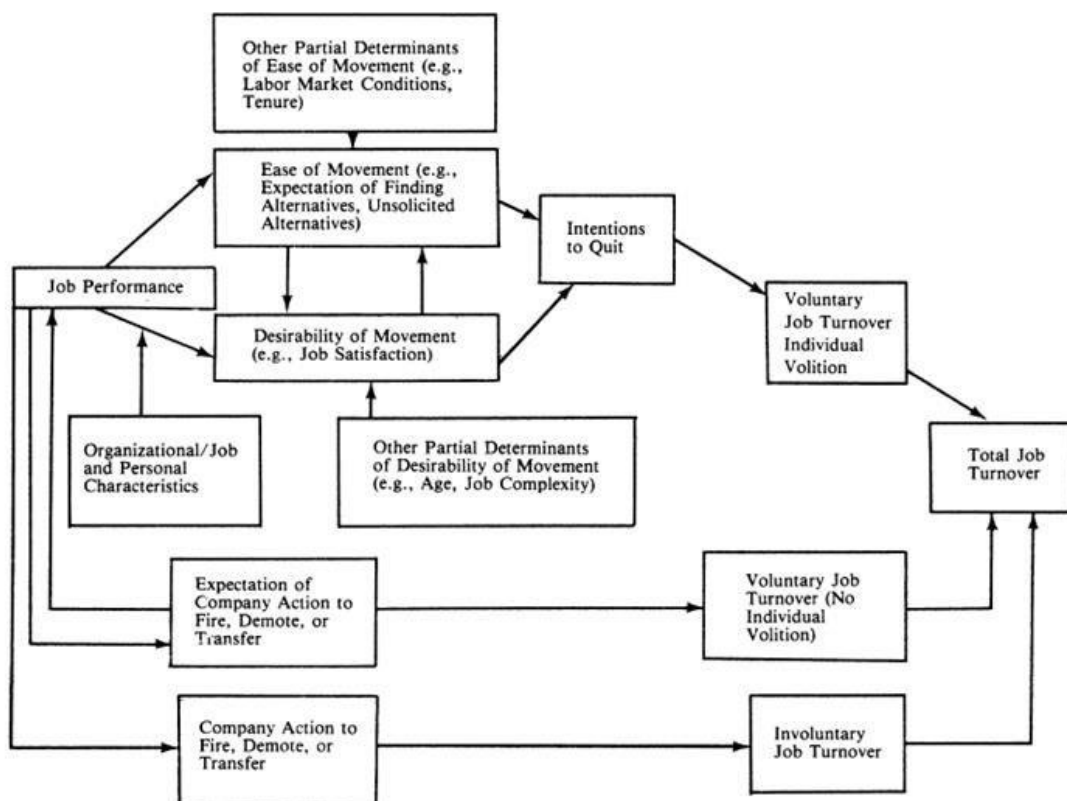 Other Partial Determinants
of Ease of Movement (e.g.,
Labor Market Conditions,
Tenure)
Ease of Movement (e.g.,
Expectation of Finding
Alternatives, Unsolicited
Alternatives)
Intentions
to Quit
Job Performance
Voluntary
Job Turnover
Individual
Volition
Desirability of Movement
(e.g., Job Satisfaction)
Organizational/Job
and Personal
Characteristics
Other Partial Determinants
of Desirability of Movement
(e.g., Age, Job Complexity)
Total Job
Turnover
Expectation of
Company Action to
Fire, Demote, or
Transfer
Voluntary Job
Turnover (No
Individual
Volition)
Company Action to
Fire, Demote, or
Transfer
Involuntary
Job Turnover